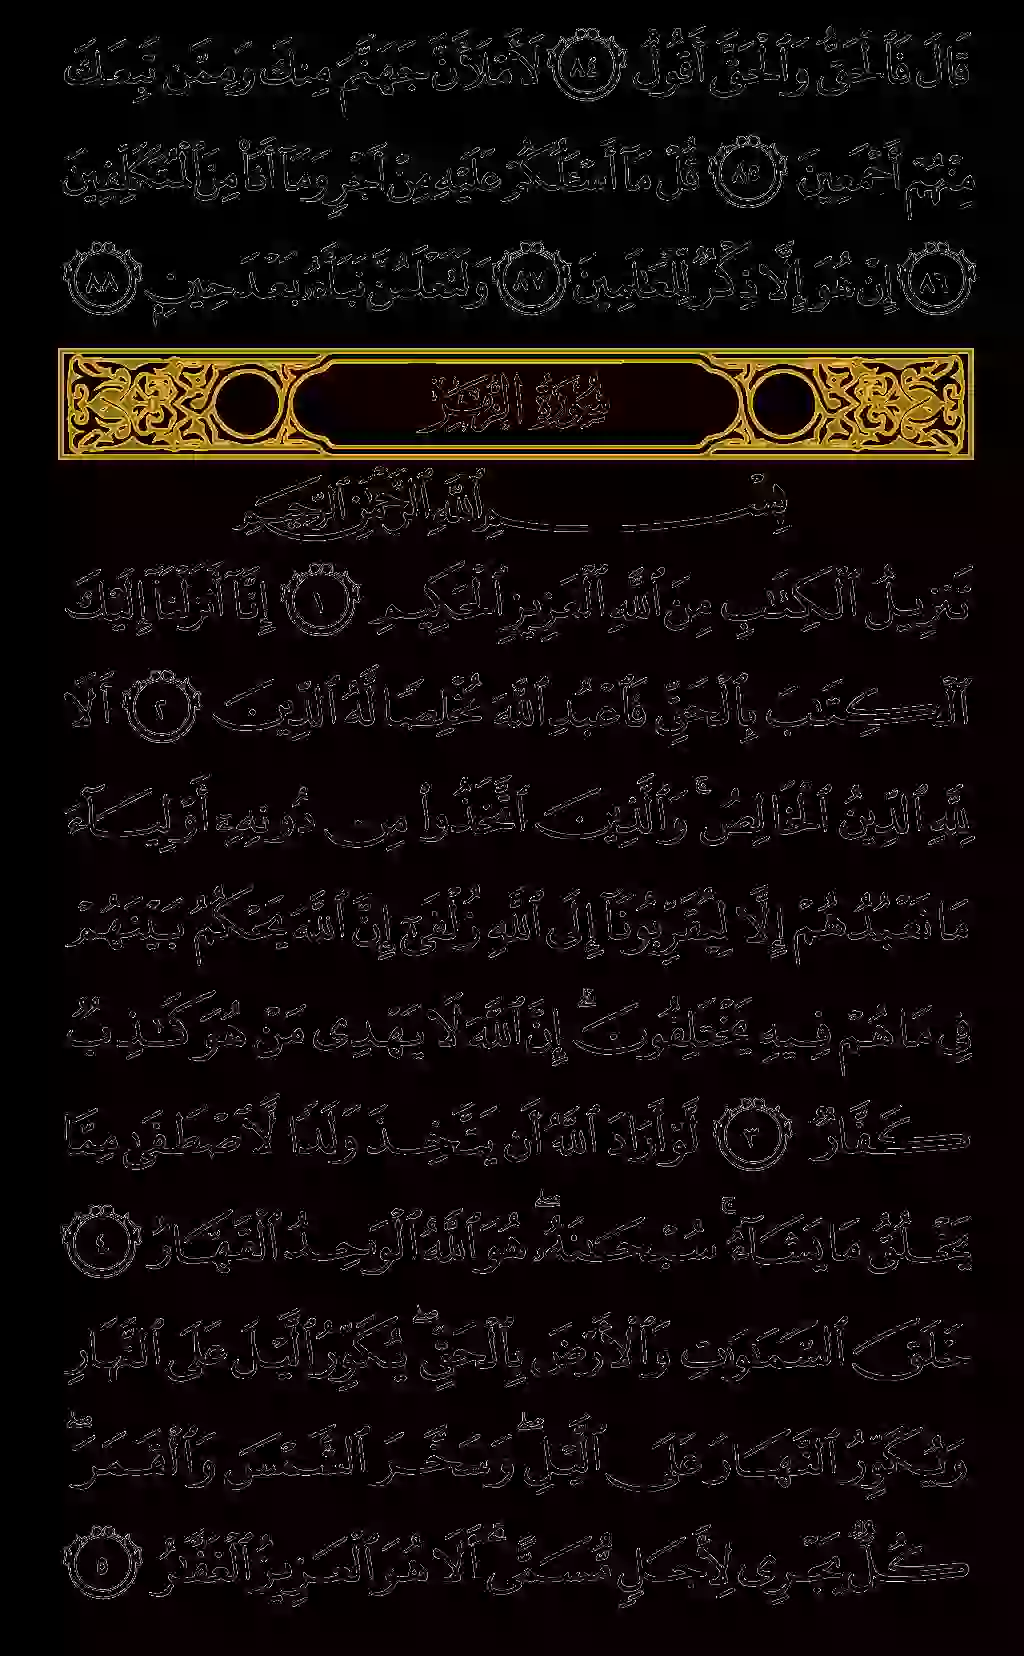 قَالَ فَٱلْحَقُّ وَٱلْحَقَّ أَقُولُ ٨٤ لَأَمْلَأَنَّ جَهَنَّمَ مِنكَ وَمِمَّن تَبِعَكَ
مِنْهُمْ أَجْمَعِينَ ٨٥ قُلْ مَآ أَسْـَٔلُكُمْ عَلَيْهِ مِنْ أَجْرٍ وَمَآ أَنَا۠ مِنَ ٱلْمُتَكَلِّفِينَ
٨٦ إِنْ هُوَ إِلَّا ذِكْرٌ لِّلْعَـٰلَمِينَ ٨٧ وَلَتَعْلَمُنَّ نَبَأَهُۥ بَعْدَ حِينٍۭ ٨٨
سُورَةُ الزُّمَرِ
بِسْمِ ٱللَّهِ ٱلرَّحْمَـٰنِ ٱلرَّحِيمِ
تَنزِيلُ ٱلْكِتَـٰبِ مِنَ ٱللَّهِ ٱلْعَزِيزِ ٱلْحَكِيمِ ١ إِنَّآ أَنزَلْنَآ إِلَيْكَ
ٱلْكِتَـٰبَ بِٱلْحَقِّ فَٱعْبُدِ ٱللَّهَ مُخْلِصًا لَّهُ ٱلدِّينَ ٢ أَلَا
لِلَّهِ ٱلدِّينُ ٱلْخَالِصُ ۚ وَٱلَّذِينَ ٱتَّخَذُوا۟ مِن دُونِهِۦٓ أَوْلِيَآءَ
مَا نَعْبُدُهُمْ إِلَّا لِيُقَرِّبُونَآ إِلَى ٱللَّهِ زُلْفَىٰٓ إِنَّ ٱللَّهَ يَحْكُمُ بَيْنَهُمْ
فِى مَا هُمْ فِيهِ يَخْتَلِفُونَ ۗ إِنَّ ٱللَّهَ لَا يَهْدِى مَنْ هُوَ كَـٰذِبٌ
كَفَّارٌ ٣ لَّوْ أَرَادَ ٱللَّهُ أَن يَتَّخِذَ وَلَدًا لَّٱصْطَفَىٰ مِمَّا
يَخْلُقُ مَا يَشَآءُ ۚ سُبْحَـٰنَهُۥ ۖ هُوَ ٱللَّهُ ٱلْوَٰحِدُ ٱلْقَهَّارُ ٤
خَلَقَ ٱلسَّمَـٰوَٰتِ وَٱلْأَرْضَ بِٱلْحَقِّ ۖ يُكَوِّرُ ٱلَّيْلَ عَلَى ٱلنَّهَارِ
وَيُكَوِّرُ ٱلنَّهَارَ عَلَى ٱلَّيْلِ ۖ وَسَخَّرَ ٱلشَّمْسَ وَٱلْقَمَرَ ۖ
كُلٌّ يَجْرِى لِأَجَلٍ مُّسَمًّى ۗ أَلَا هُوَ ٱلْعَزِيزُ ٱلْغَفَّـٰرُ ٥